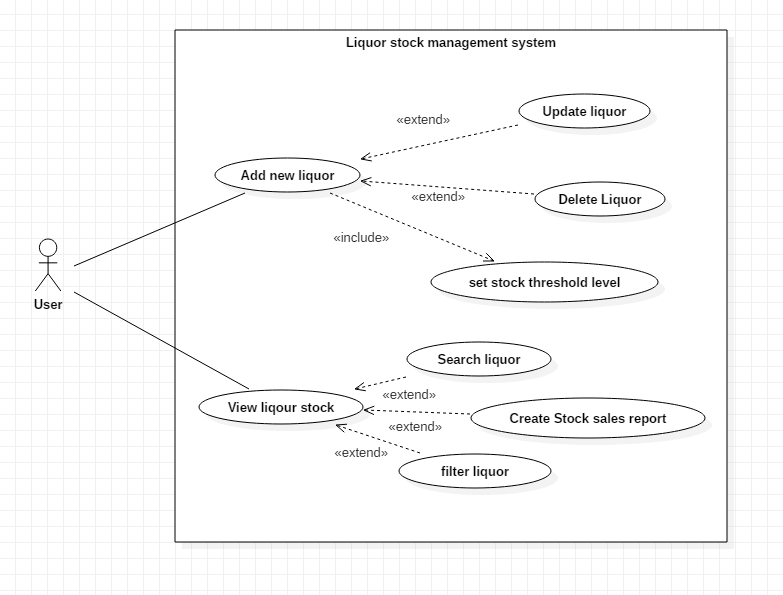 Liquor stock management system
Update liquor
«extend»
Add new liquor
Delete Liquor
«extend»
«include»
set stock threshold level
User
Search liquor
«extend»
View liqour stock
Create Stock sales report
«extend»
«extend»
filter liquor